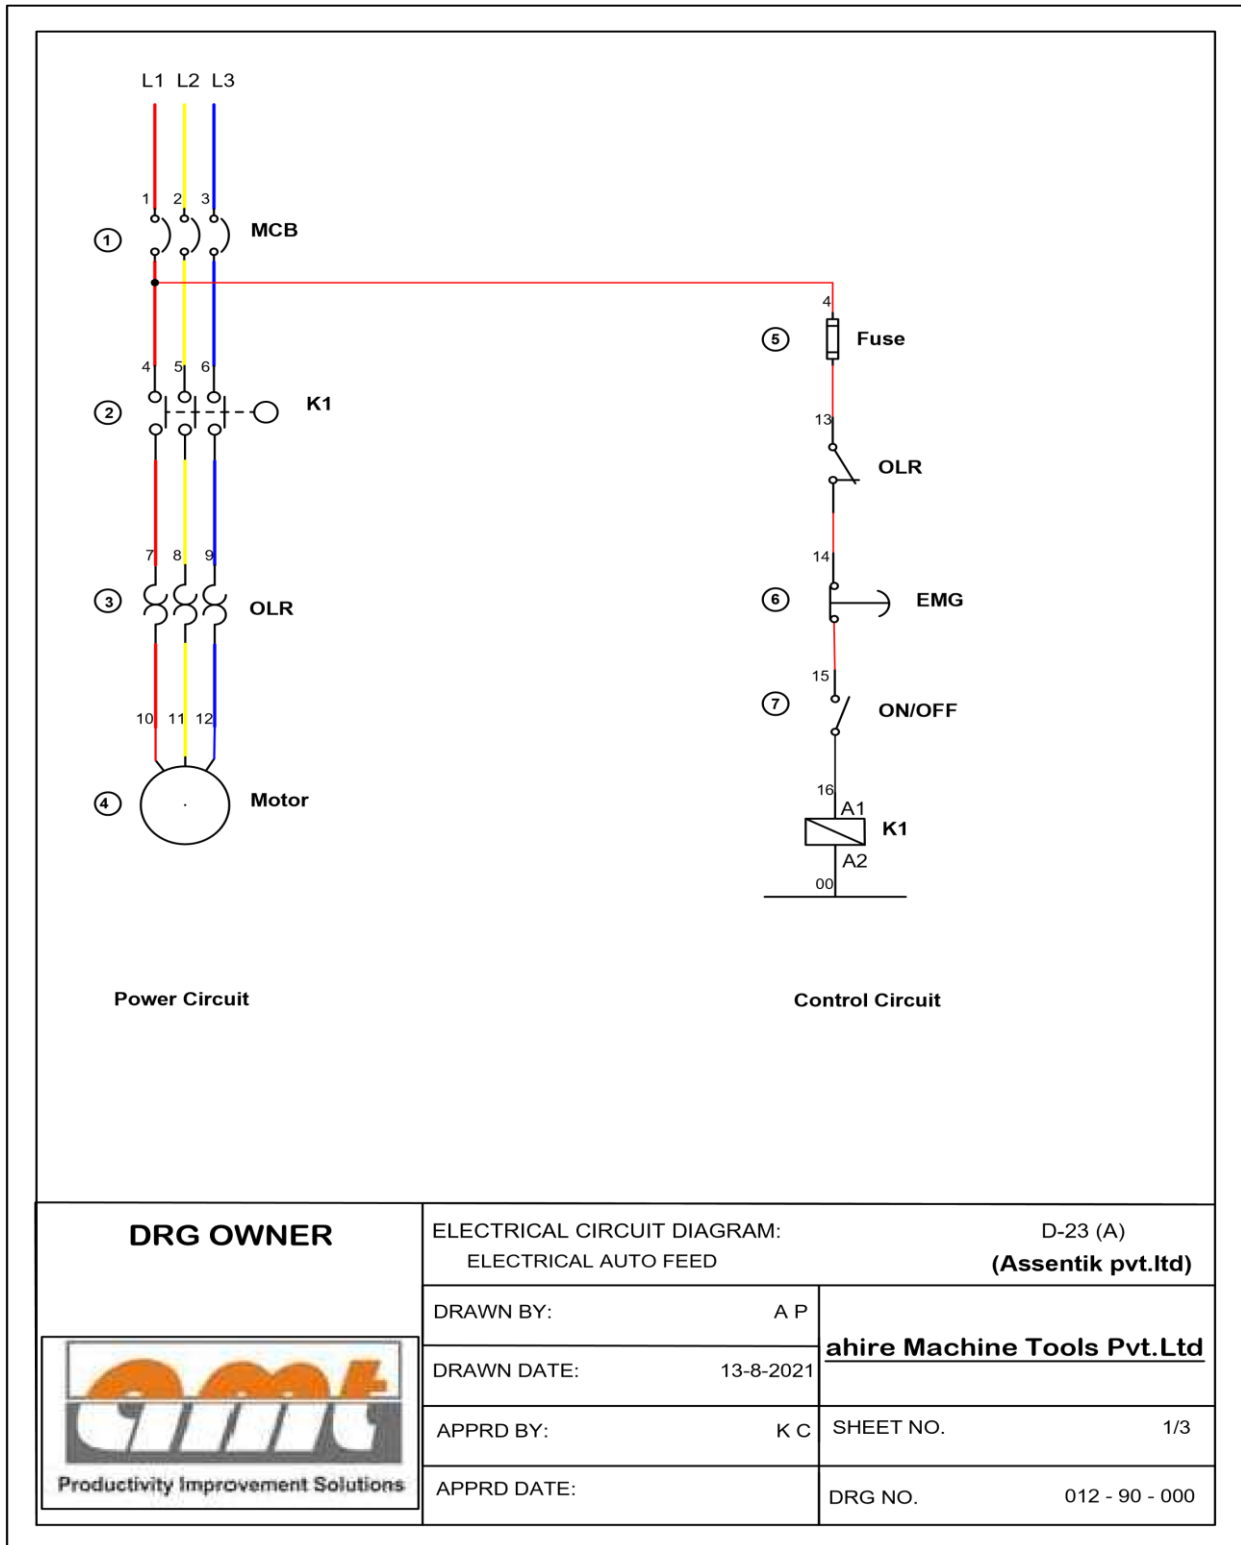 L1 L2 L3
1 2 3
1 MCB
4
5 Fuse
4 5 6
2 K1
13
OLR
7 8 9
14
3 OLR
6 EMG
15
7 ON/OFF
10 11 12
4 Motor
16
A1
K1
A2
00
Power Circuit
Control Circuit
DRG OWNER
ELECTRICAL CIRCUIT DIAGRAM: D-23 (A)
ELECTRICAL AUTO FEED (Assentik pvt.ltd)
DRAWN BY: A P
ahire Machine Tools Pvt.Ltd
DRAWN DATE: 13-8-2021
amt
APPRD BY: K C
SHEET NO. 1/3
Productivity Improvement Solutions
APPRD DATE:
DRG NO. 012 - 90 - 000